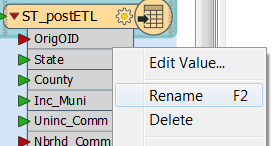 ST_postETL
OrigOID
State
County
Inc_Muni
Uninc_Comm
Nbrhd_Comm
Edit Value...
Rename F2
Delete